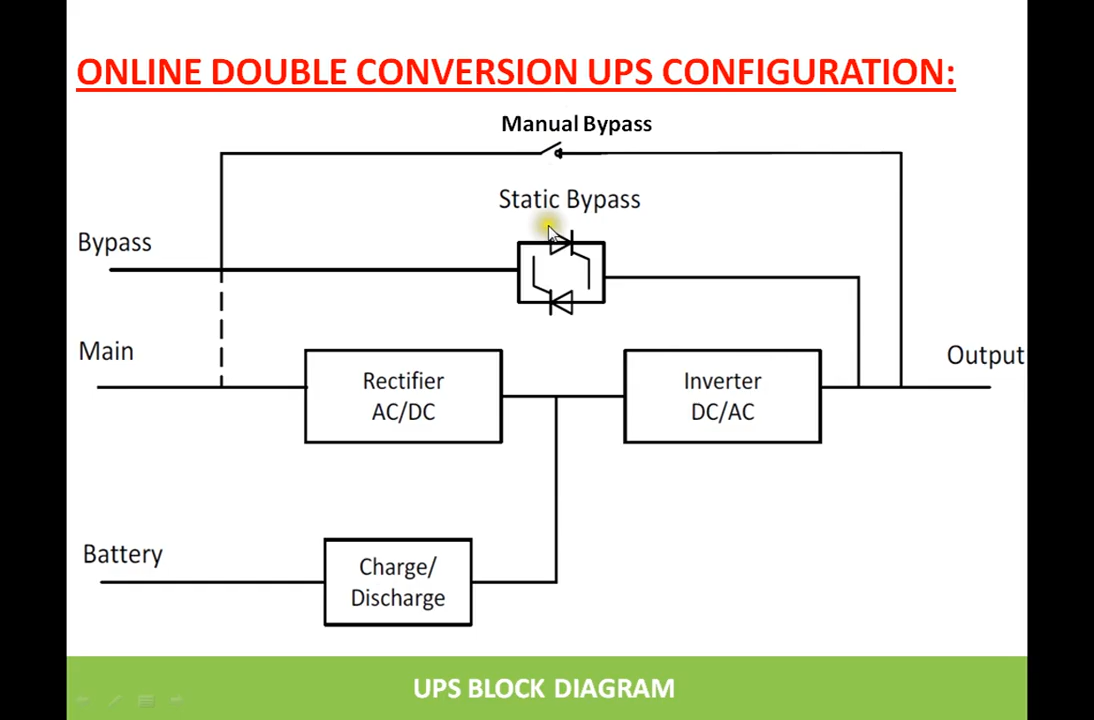 ONLINE DOUBLE CONVERSION UPS CONFIGURATION:
Manual Bypass
Static Bypass
Bypass
Main
Output
Rectifier
AC/DC
Inverter
DC/AC
Battery
Charge/
Discharge
UPS BLOCK DIAGRAM